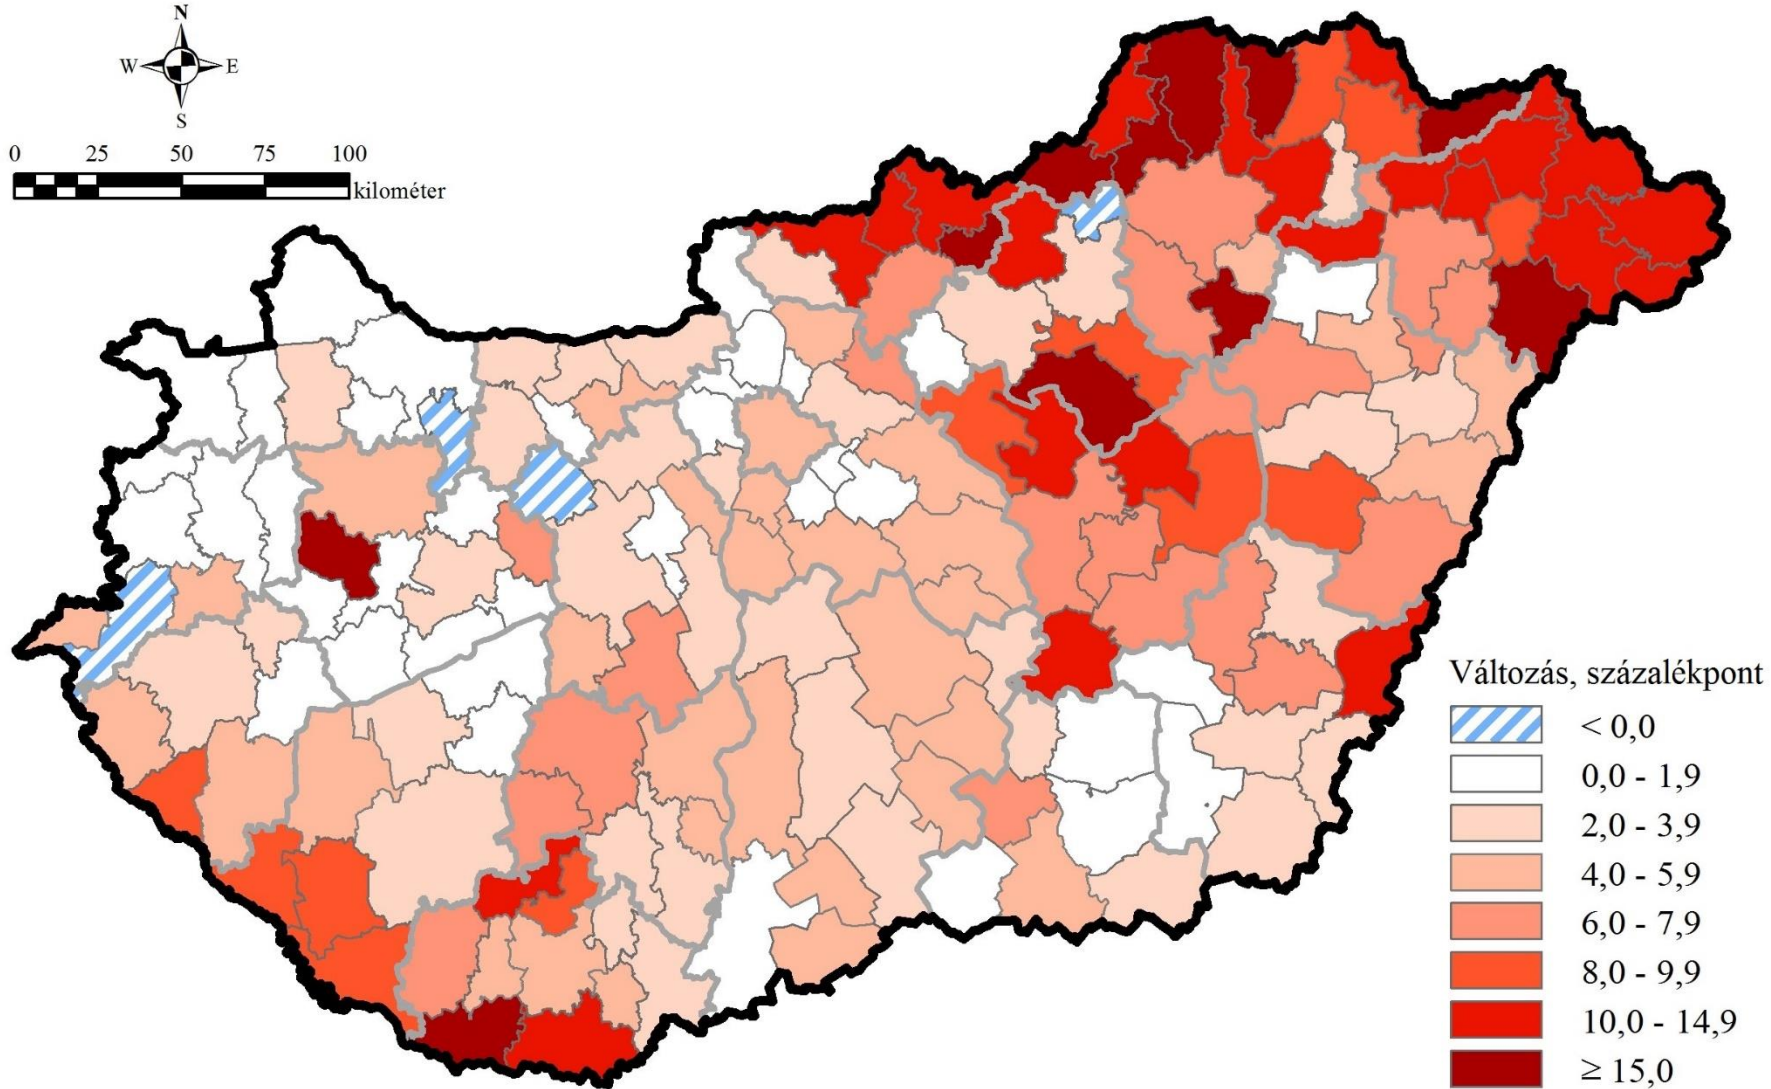 N
W E
S
0 25 50 75 100
kilométer
Változás, százalékpont
< 0,0
0,0 - 1,9
2,0 - 3,9
4,0 - 5,9
6,0 - 7,9
8,0 - 9,9
10,0 - 14,9
≥ 15,0